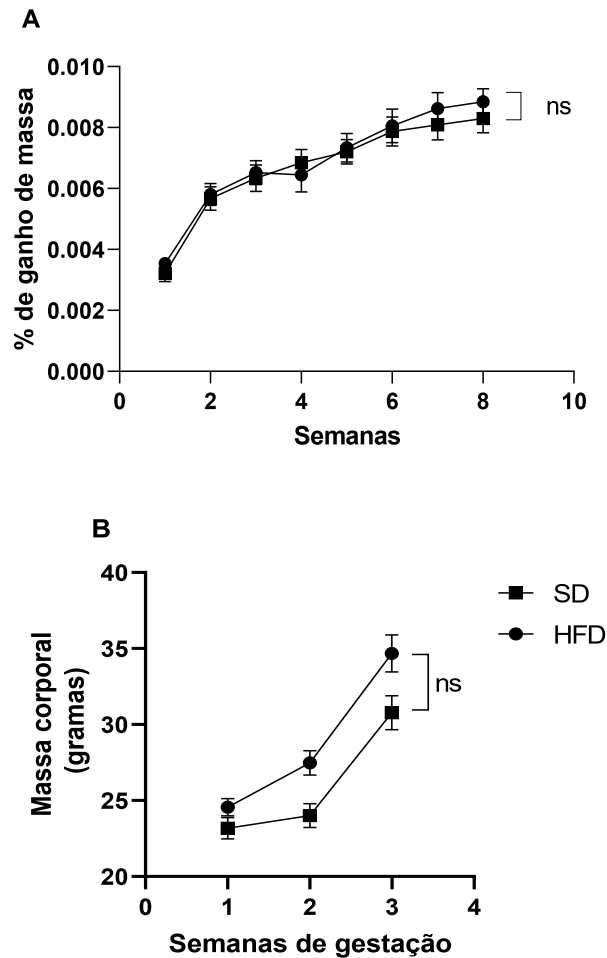 A
0.010
0.008
0.006
0.004
0.002
0.000
% de ganho de massa
ns
0 2 4 6 8 10
Semanas
B
40
35
30
25
20
Massa corporal
(gramas)
SD
HFD
ns
0 1 2 3 4
Semanas de gestação